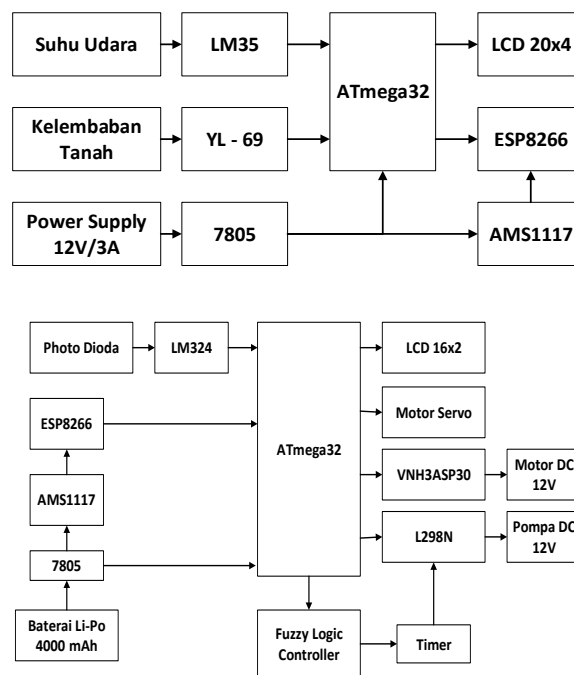 Suhu Udara
LM35
ATmega32
LCD 20x4
Kelembaban
Tanah
YL - 69
ESP8266
Power Supply
12V/3A
7805
AMS1117
Photo Dioda
LM324
ATmega32
LCD 16x2
ESP8266
Motor Servo
AMS1117
VNH3ASP30
Motor DC
12V
7805
L298N
Pompa DC
12V
Baterai Li-Po
4000 mAh
Fuzzy Logic
Controller
Timer